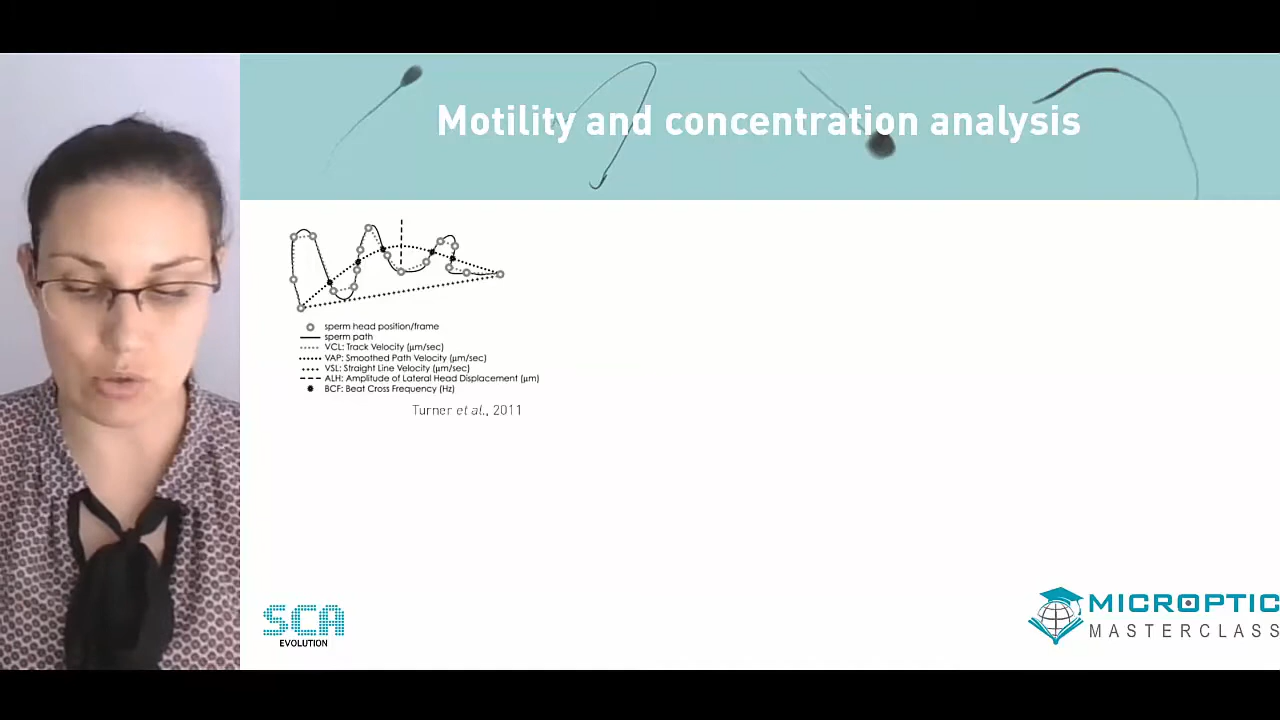 Motility and concentration analysis
sperm head position/frame
sperm path
VCL: Track Velocity (μm/sec)
VAP: Smoothed Path Velocity (μm/sec)
VSL: Straight Line Velocity (μm/sec)
ALH: Amplitude of Lateral Head Displacement (μm)
BCF: Beat Cross Frequency (Hz)
Turner et al., 2011
SCA
EVOLUTION
MICROPTIC
MASTERCLASS